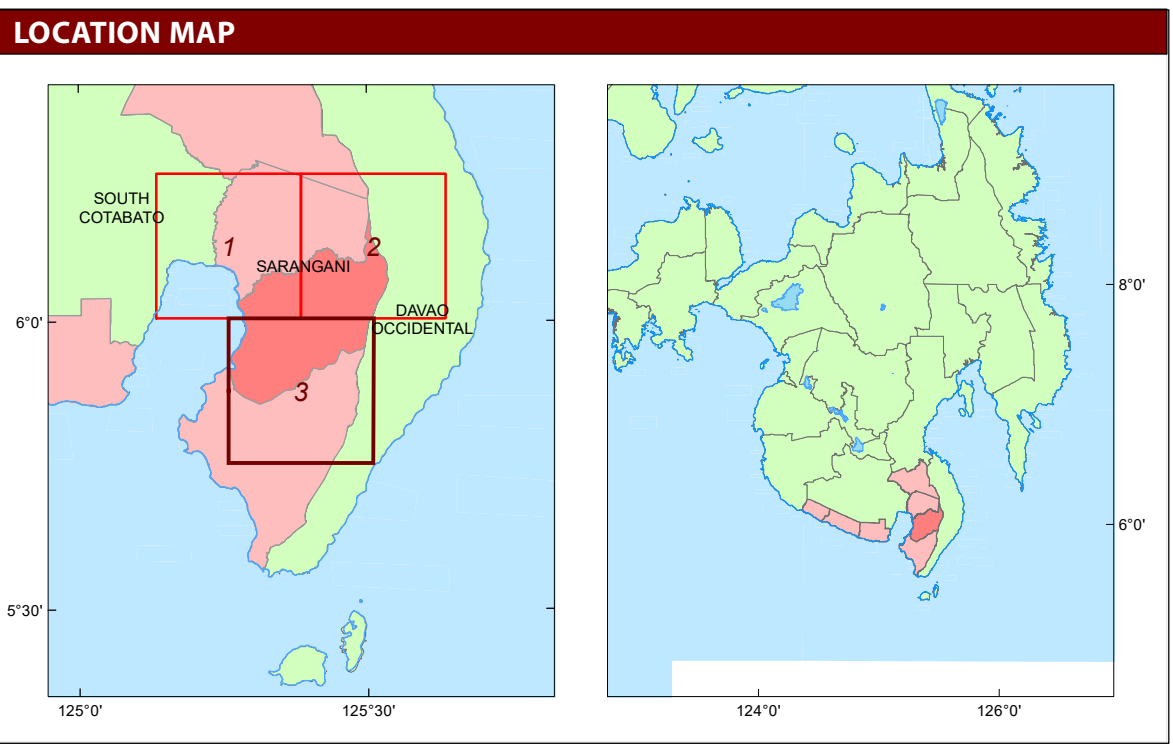 LOCATION MAP
SOUTH
COTABATO
1
2
SARANGANI
DAVAO
OCCIDENTAL
3
6°0'
5°30'
125°0'
125°30'
8°0'
6°0'
124°0'
126°0'